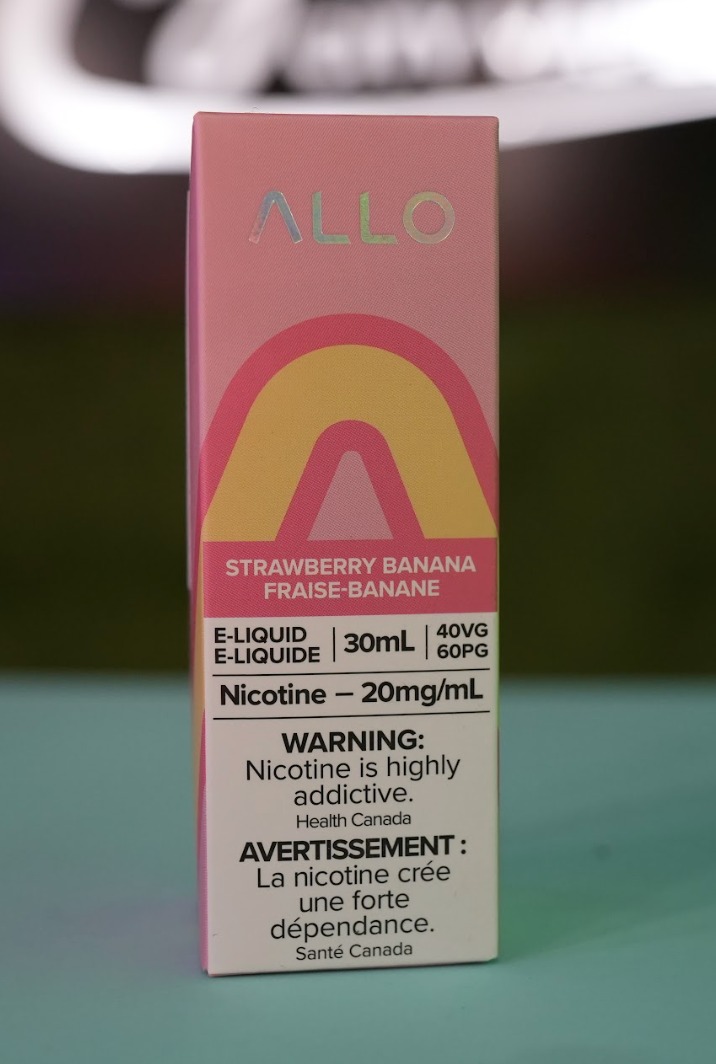 ALLO
STRAWBERRY BANANA
FRAISE-BANANE
E-LIQUID
E-LIQUIDE
30mL
40VG
60PG
Nicotine – 20mg/mL
WARNING:
Nicotine is highly
addictive.
Health Canada
AVERTISSEMENT :
La nicotine crée
une forte
dépendance.
Santé Canada